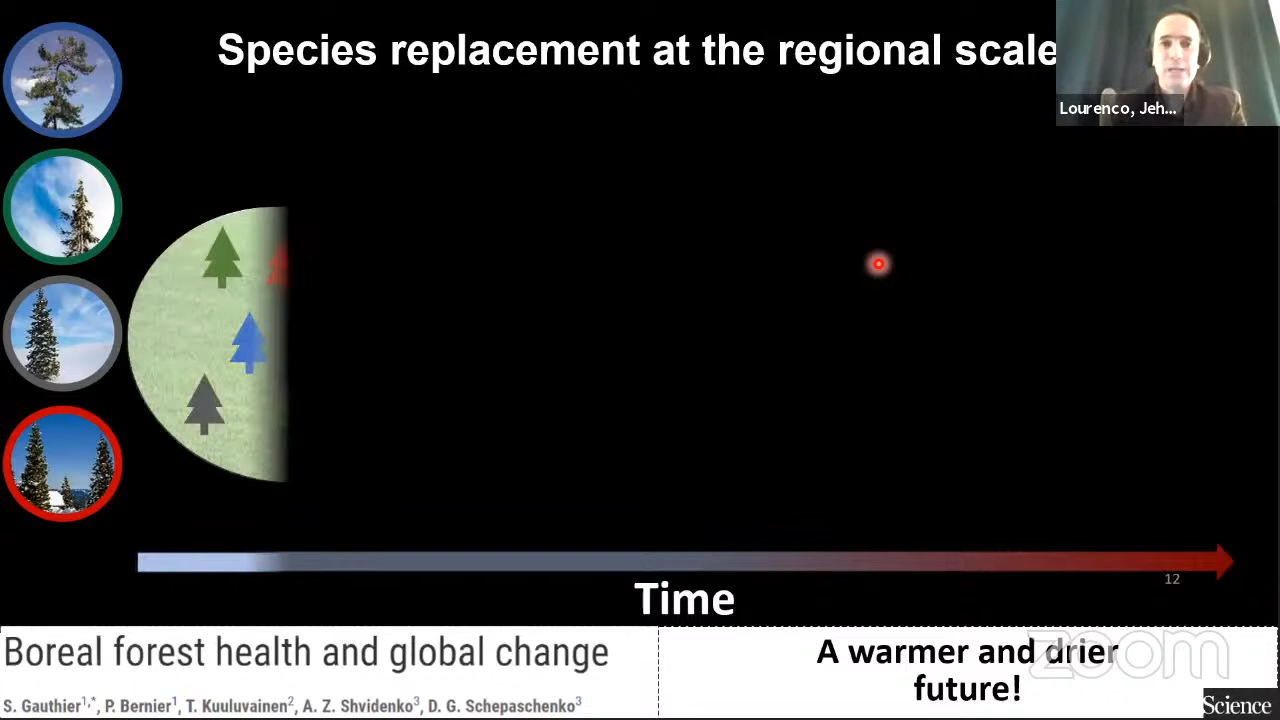 Species replacement at the regional scale
Lourenco, Jeh...
12
Time
Boreal forest health and global change
S. Gauthier1,*, P. Bernier1, T. Kuuluvainen2, A. Z. Shvidenko3, D. G. Schepaschenko3
A warmer and drier
future!
zoom
Science